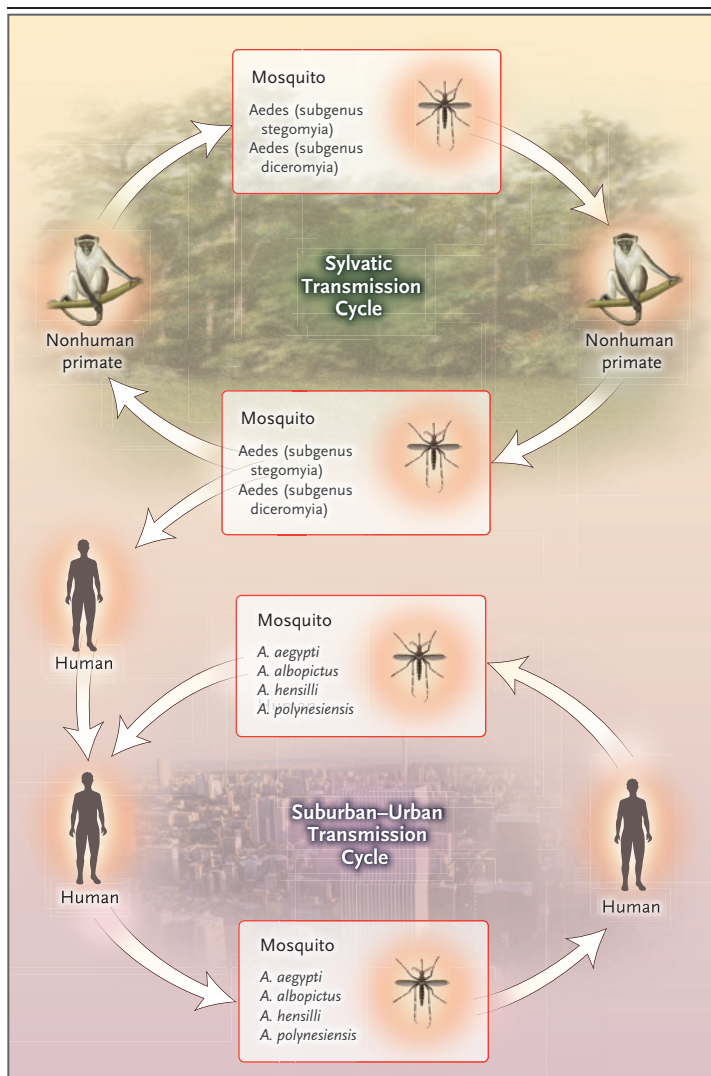 Mosquito
Aedes (subgenus
stegomyia)
Aedes (subgenus
diceromyia)
Sylvatic
Transmission
Cycle
Nonhuman
primate
Nonhuman
primate
Mosquito
Aedes (subgenus
stegomyia)
Aedes (subgenus
diceromyia)
Human
Mosquito
A. aegypti
A. albopictus
A. hensilli
A. polynesiensis
Human
Suburban–Urban
Transmission
Cycle
Human
Human
Mosquito
A. aegypti
A. albopictus
A. hensilli
A. polynesiensis